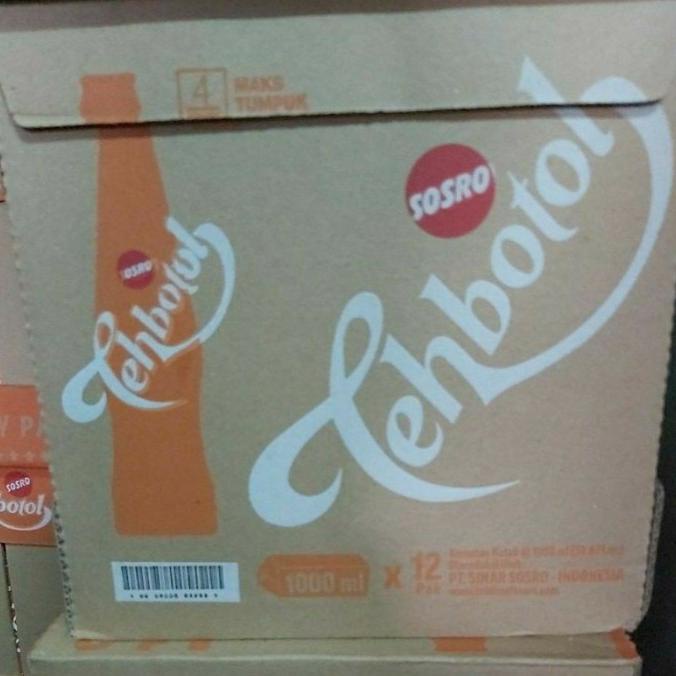 4 MAKS
TUMPUK
SOSRO
Tehbotol
SOSRO
Tehbotol
SOSRO
botol
1000 ml x 12
PAK
PT. SINAR SOSRO - INDONESIA